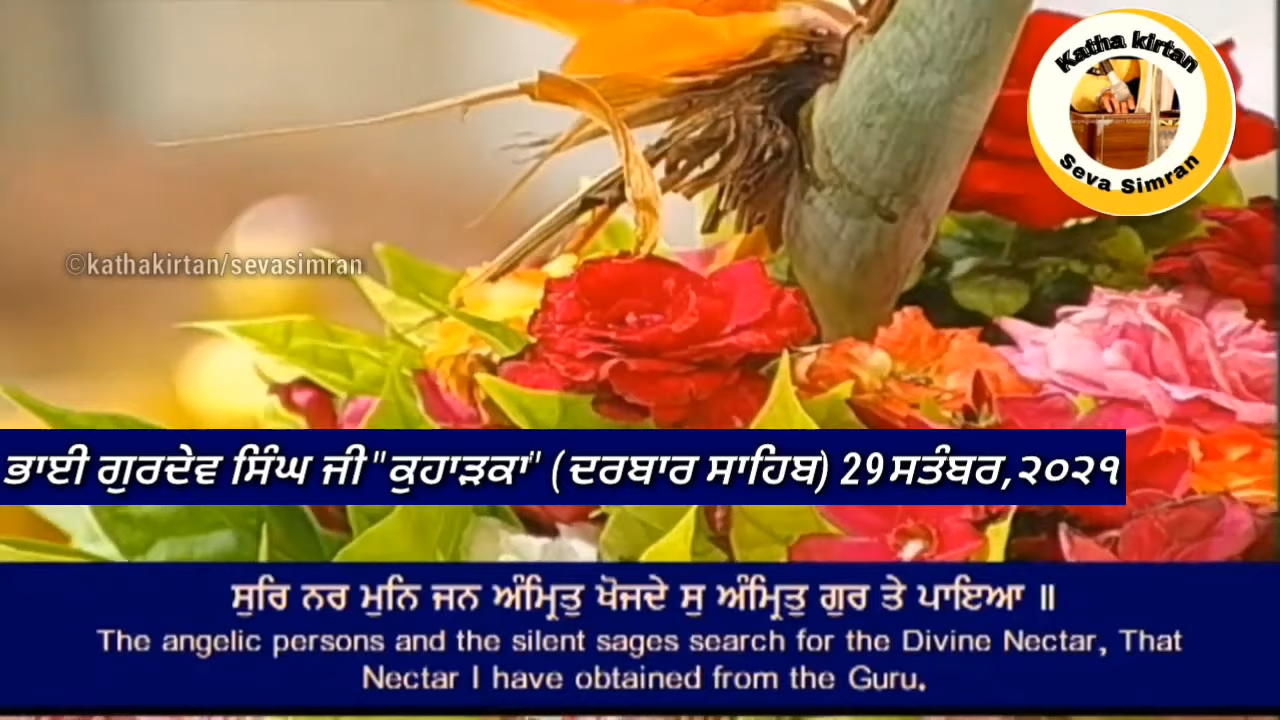 Katha kirtan
Seva Simran
©kathakirtan/sevasimran
ਭਾਈ ਗੁਰਦੇਵ ਸਿੰਘ ਜੀ "ਕੁਹਾੜਕਾ" (ਦਰਬਾਰ ਸਾਹਿਬ) 29 ਸਤੰਬਰ,੨੦੨੧
ਸੁਰਿ ਨਰ ਮੁਨਿ ਜਨ ਅੰਮ੍ਰਿਤੁ ਖੋਜਦੇ ਸੁ ਅੰਮ੍ਰਿਤੁ ਗੁਰ ਤੇ ਪਾਇਆ ॥
The angelic persons and the silent sages search for the Divine Nectar, That
Nectar I have obtained from the Guru.